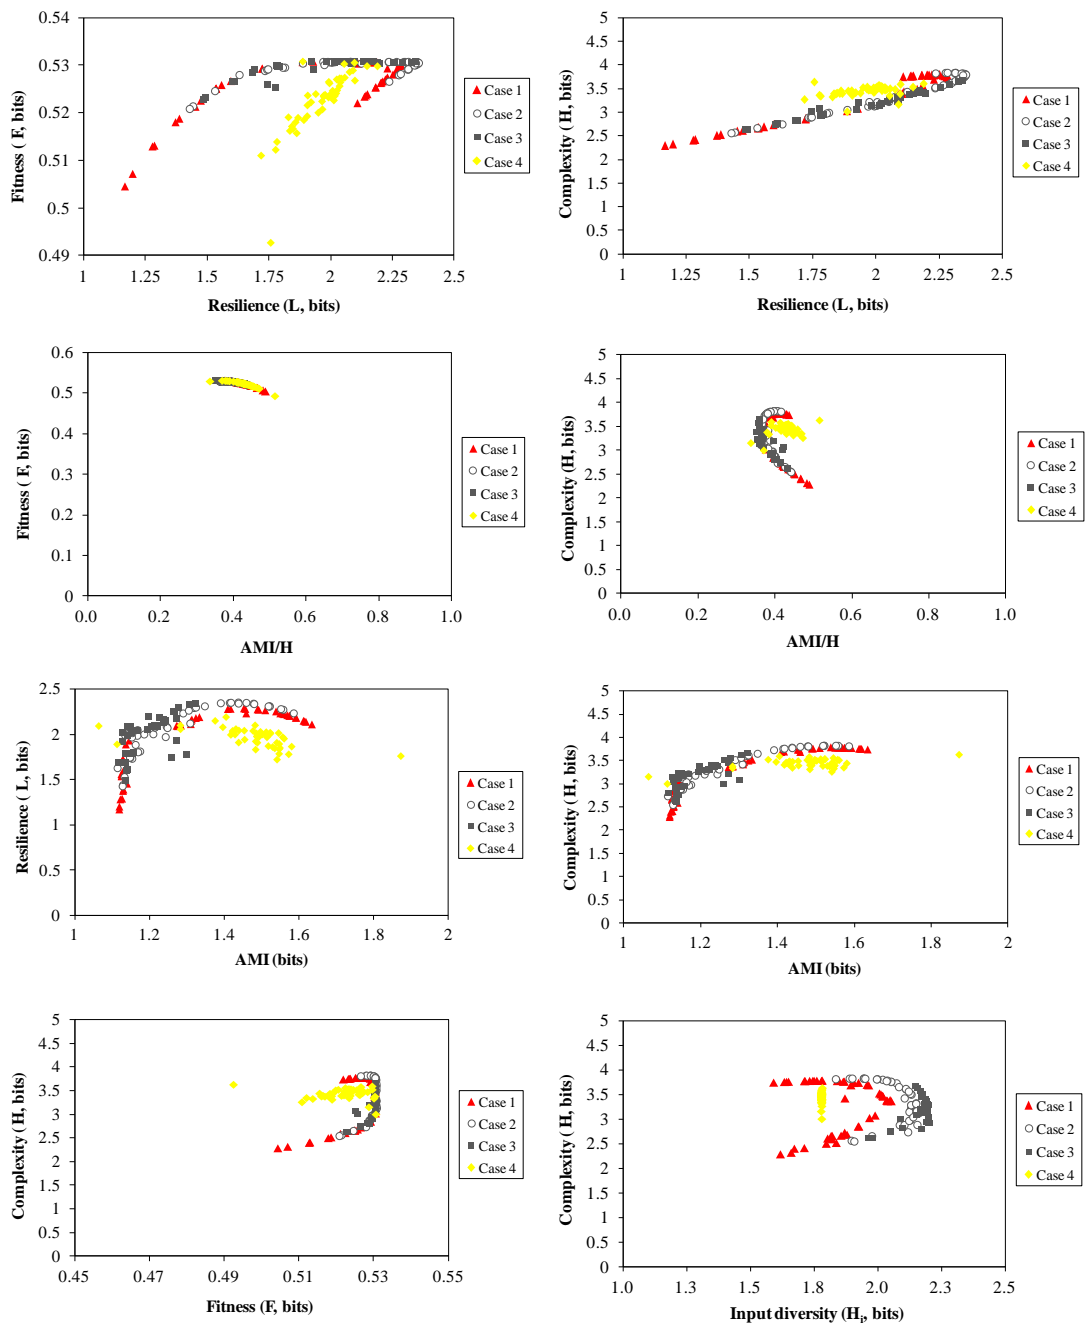 0.54
0.53
0.52
0.51
0.5
0.49
Fitness ( F, bits)
1
1.25
1.5
1.75
2
2.25
2.5
Resilience (L, bits)
Case 1
Case 2
Case 3
Case 4
5
4.5
4
3.5
3
2.5
2
1.5
1
0.5
0
Complexity (H, bits)
1
1.25
1.5
1.75
2
2.25
2.5
Resilience (L, bits)
Case 1
Case 2
Case 3
Case 4
0.6
0.5
0.4
0.3
0.2
0.1
0
Fitness ( F, bits)
0.0
0.2
0.4
0.6
0.8
1.0
AMI/H
Case 1
Case 2
Case 3
Case 4
5
4.5
4
3.5
3
2.5
2
1.5
1
0.5
0
Complexity (H, bits)
0.0
0.2
0.4
0.6
0.8
1.0
AMI/H
Case 1
Case 2
Case 3
Case 4
2.5
2
1.5
1
0.5
0
Resilience ( L, bits)
1
1.2
1.4
1.6
1.8
2
AMI (bits)
Case 1
Case 2
Case 3
Case 4
5
4.5
4
3.5
3
2.5
2
1.5
1
0.5
0
Complexity ( H, bits)
1
1.2
1.4
1.6
1.8
2
AMI (bits)
Case 1
Case 2
Case 3
Case 4
5
4.5
4
3.5
3
2.5
2
1.5
1
0.5
0
Complexity ( H, bits)
0.45
0.47
0.49
0.51
0.53
0.55
Fitness (F, bits)
Case 1
Case 2
Case 3
Case 4
5
4.5
4
3.5
3
2.5
2
1.5
1
0.5
0
Complexity ( H, bits)
1.0
1.3
1.5
1.8
2.0
2.3
2.5
Input diversity (Hi, bits)
Case 1
Case 2
Case 3
Case 4